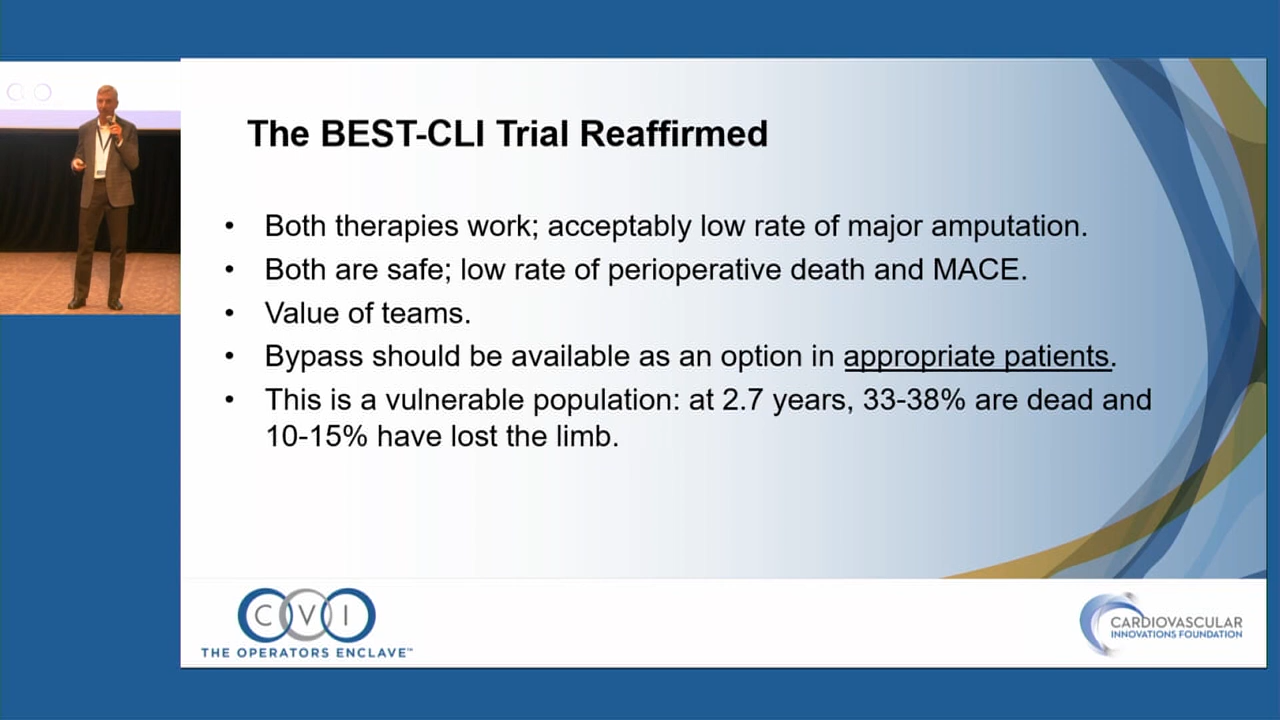 The BEST-CLI Trial Reaffirmed
• Both therapies work; acceptably low rate of major amputation.
• Both are safe; low rate of perioperative death and MACE.
• Value of teams.
• Bypass should be available as an option in appropriate patients.
• This is a vulnerable population: at 2.7 years, 33-38% are dead and
10-15% have lost the limb.
CVI
THE OPERATORS ENCLAVE™
CARDIOVASCULAR
INNOVATIONS FOUNDATION